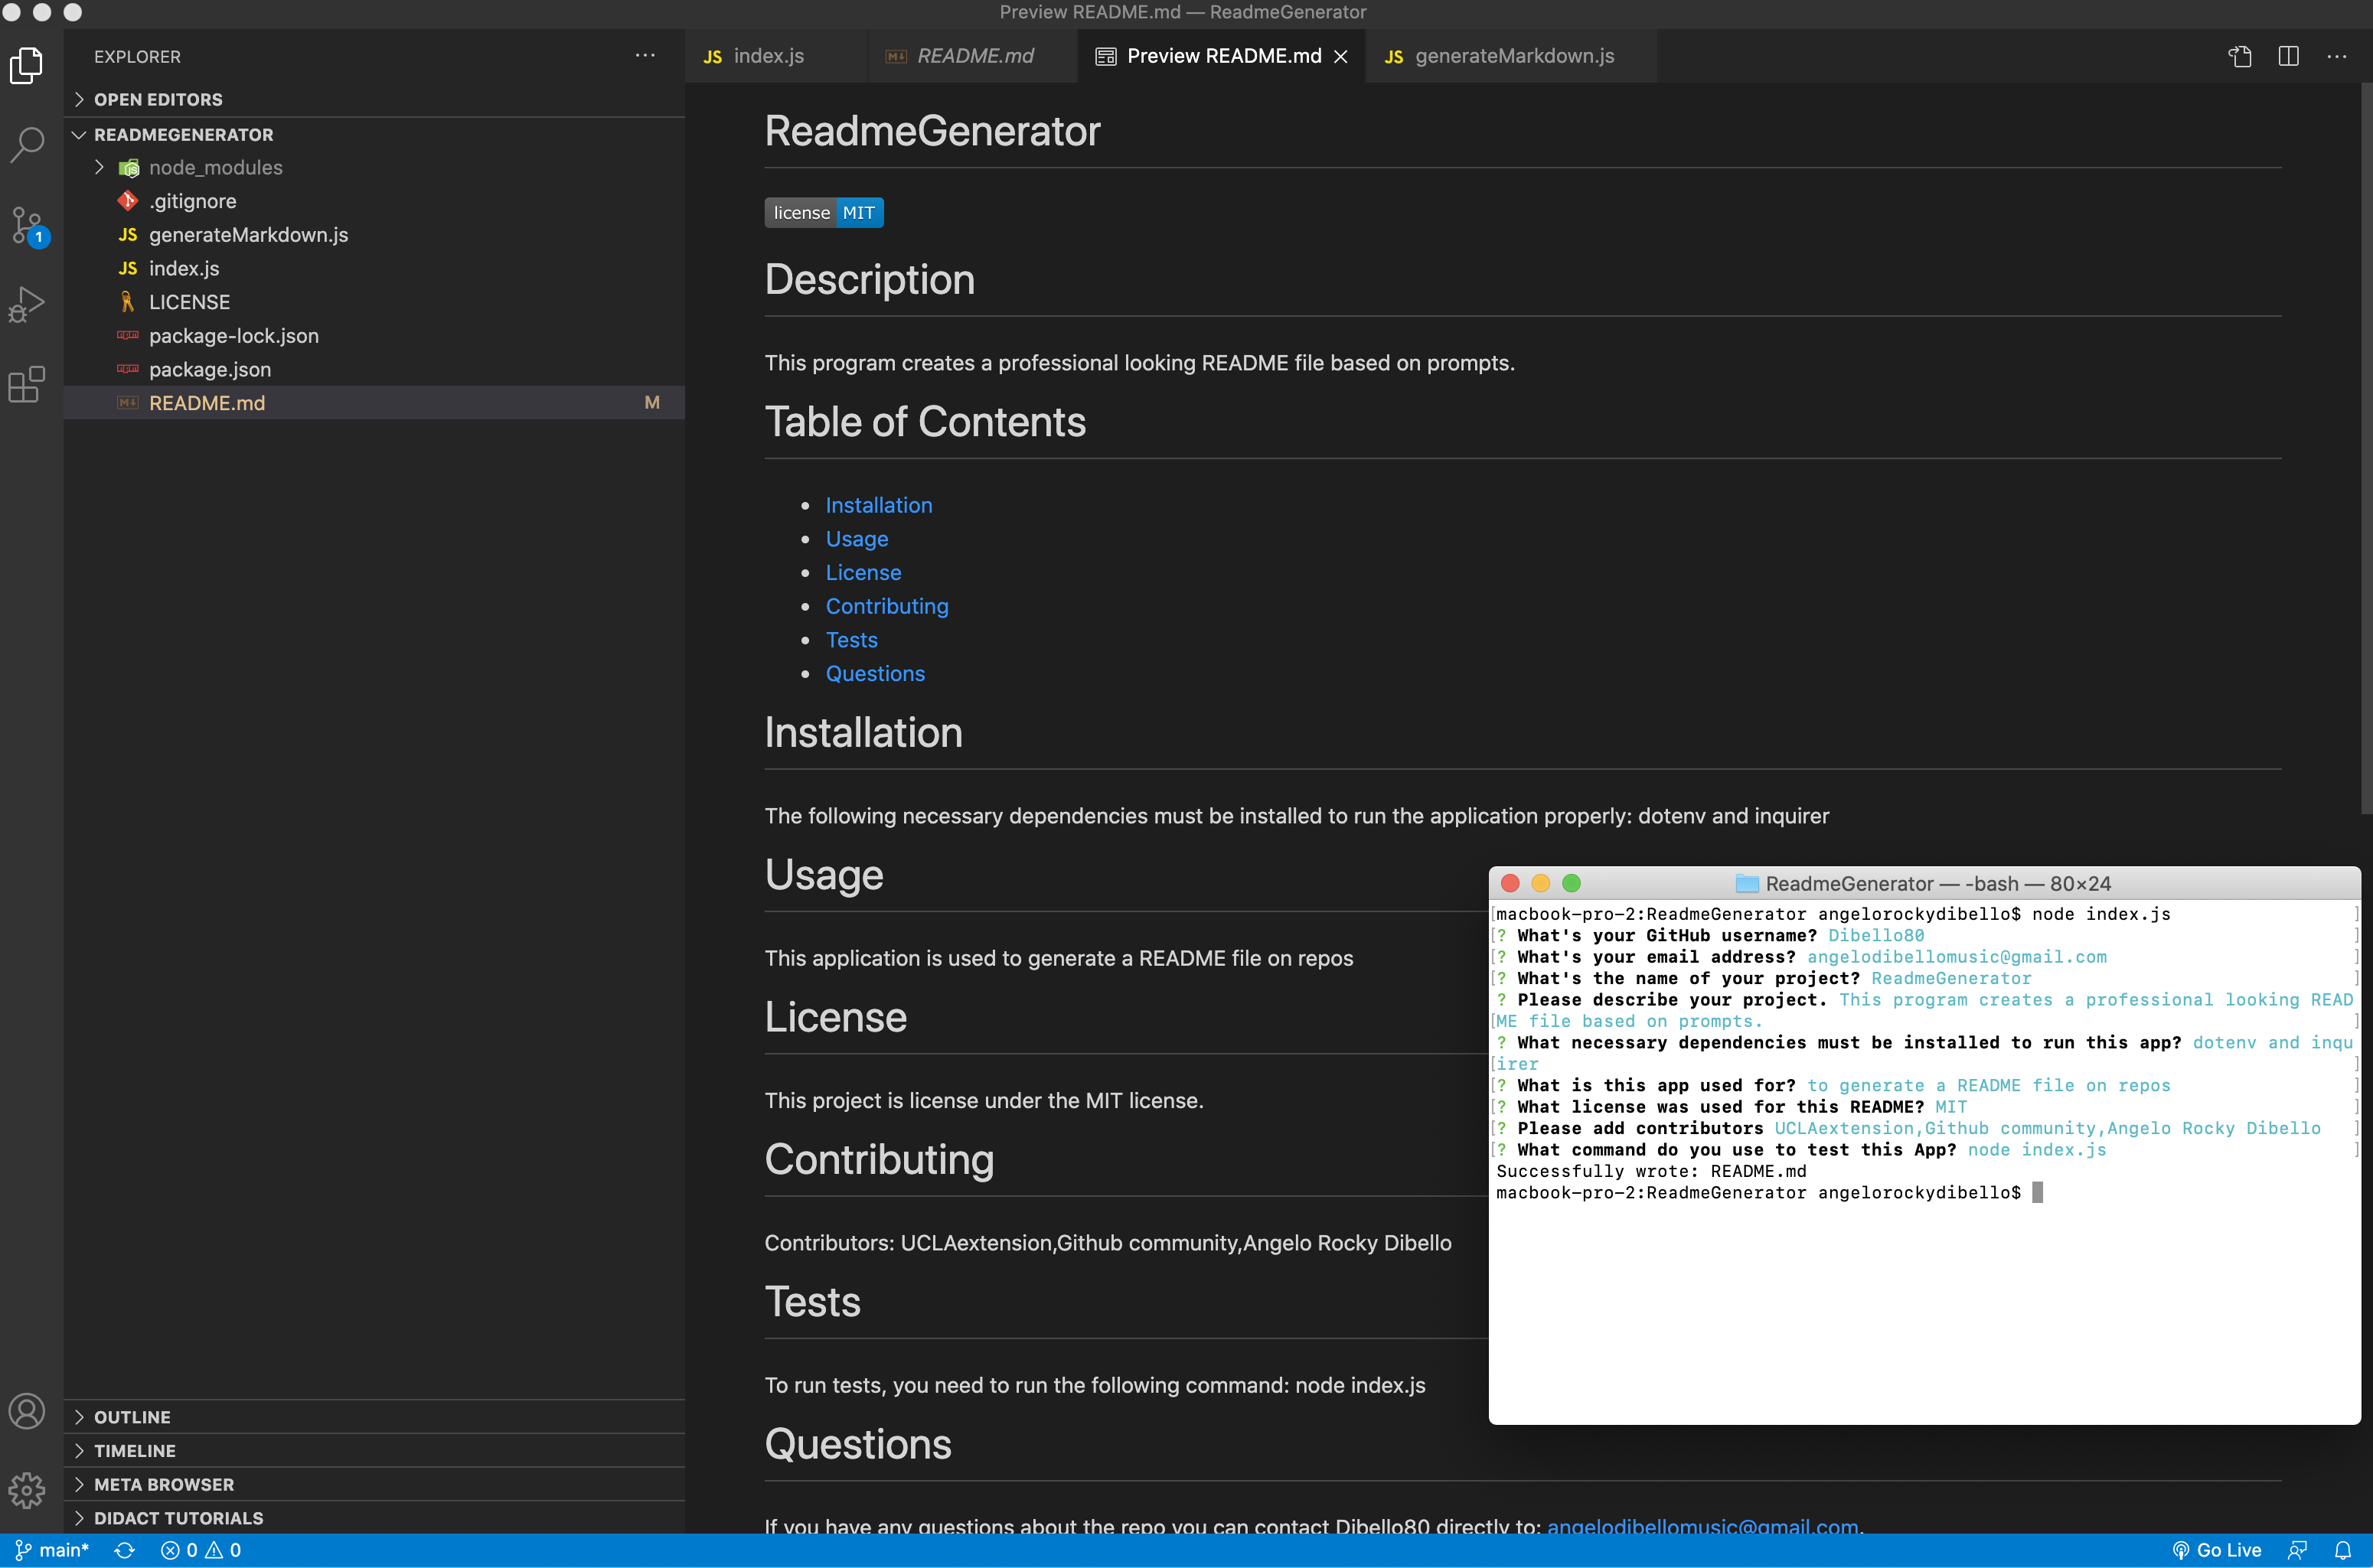 Preview README.md — ReadmeGenerator
EXPLORER
OPEN EDITORS
READMEGENERATOR
node_modules
.gitignore
JS generateMarkdown.js
JS index.js
LICENSE
package-lock.json
package.json
README.md M
1
OUTLINE
TIMELINE
META BROWSER
DIDACT TUTORIALS
JS index.js
README.md
Preview README.md
JS generateMarkdown.js
ReadmeGenerator
license MIT
Description
This program creates a professional looking README file based on prompts.
Table of Contents
• Installation
• Usage
• License
• Contributing
• Tests
• Questions
Installation
The following necessary dependencies must be installed to run the application properly: dotenv and inquirer
Usage
This application is used to generate a README file on repos
License
This project is license under the MIT license.
Contributing
Contributors: UCLAextension,Github community,Angelo Rocky Dibello
Tests
To run tests, you need to run the following command: node index.js
Questions
If you have any questions about the repo you can contact Dibello80 directly to: angelodibellomusic@gmail.com.
ReadmeGenerator — -bash — 80×24
[macbook-pro-2:ReadmeGenerator angelorockydibello$ node index.js ]
[? What's your GitHub username? Dibello80 ]
[? What's your email address? angelodibellomusic@gmail.com ]
[? What's the name of your project? ReadmeGenerator ]
? Please describe your project. This program creates a professional looking READ
[ME file based on prompts. ]
? What necessary dependencies must be installed to run this app? dotenv and inqu
[irer ]
[? What is this app used for? to generate a README file on repos ]
[? What license was used for this README? MIT ]
[? Please add contributors UCLAextension,Github community,Angelo Rocky Dibello ]
[? What command do you use to test this App? node index.js ]
Successfully wrote: README.md
macbook-pro-2:ReadmeGenerator angelorockydibello$
main* 0 0 Go Live